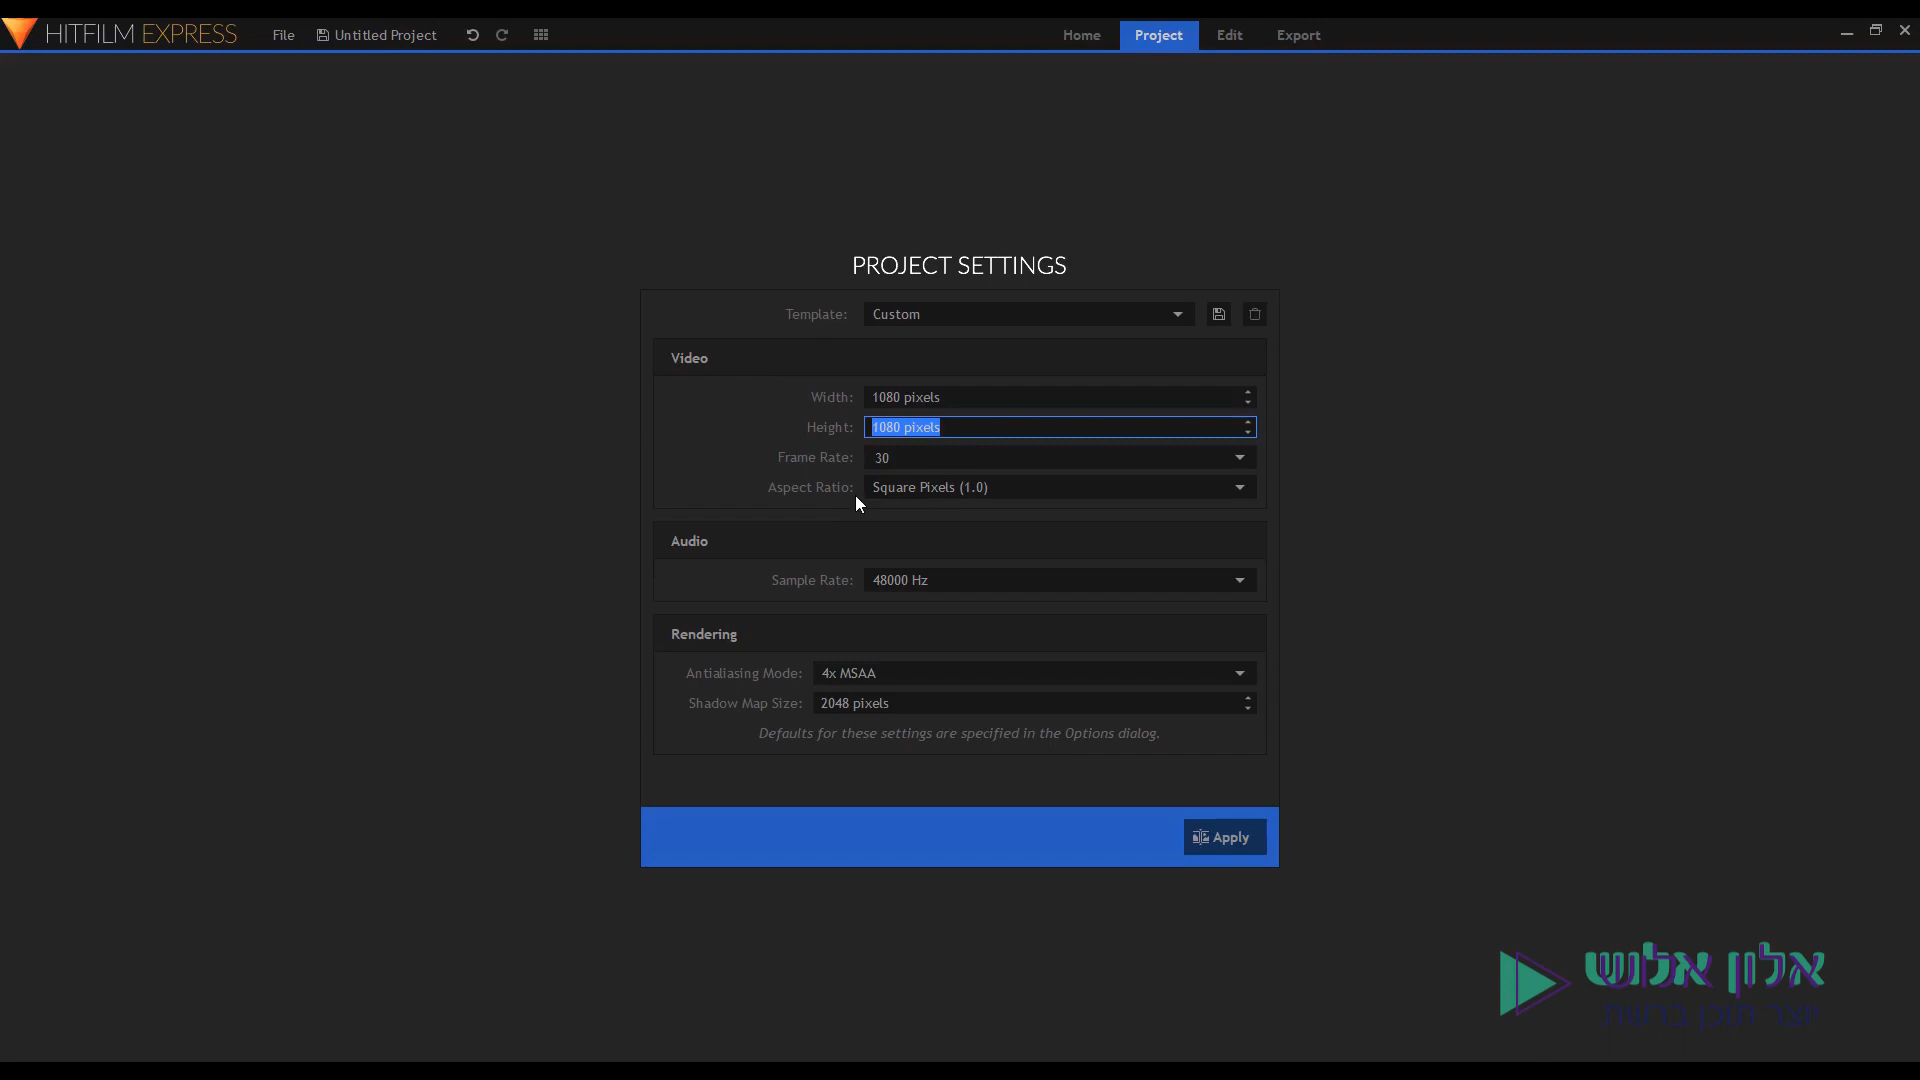 HITFILM EXPRESS
File
Untitled Project
Home
Project
Edit
Export
PROJECT SETTINGS
Template: Custom
Video
Width: 1080 pixels
Height: 1080 pixels
Frame Rate: 30
Aspect Ratio: Square Pixels (1.0)
Audio
Sample Rate: 48000 Hz
Rendering
Antialiasing Mode: 4x MSAA
Shadow Map Size: 2048 pixels
Defaults for these settings are specified in the Options dialog.
Apply
אלון אלוש
יוצר תוכן ברשת